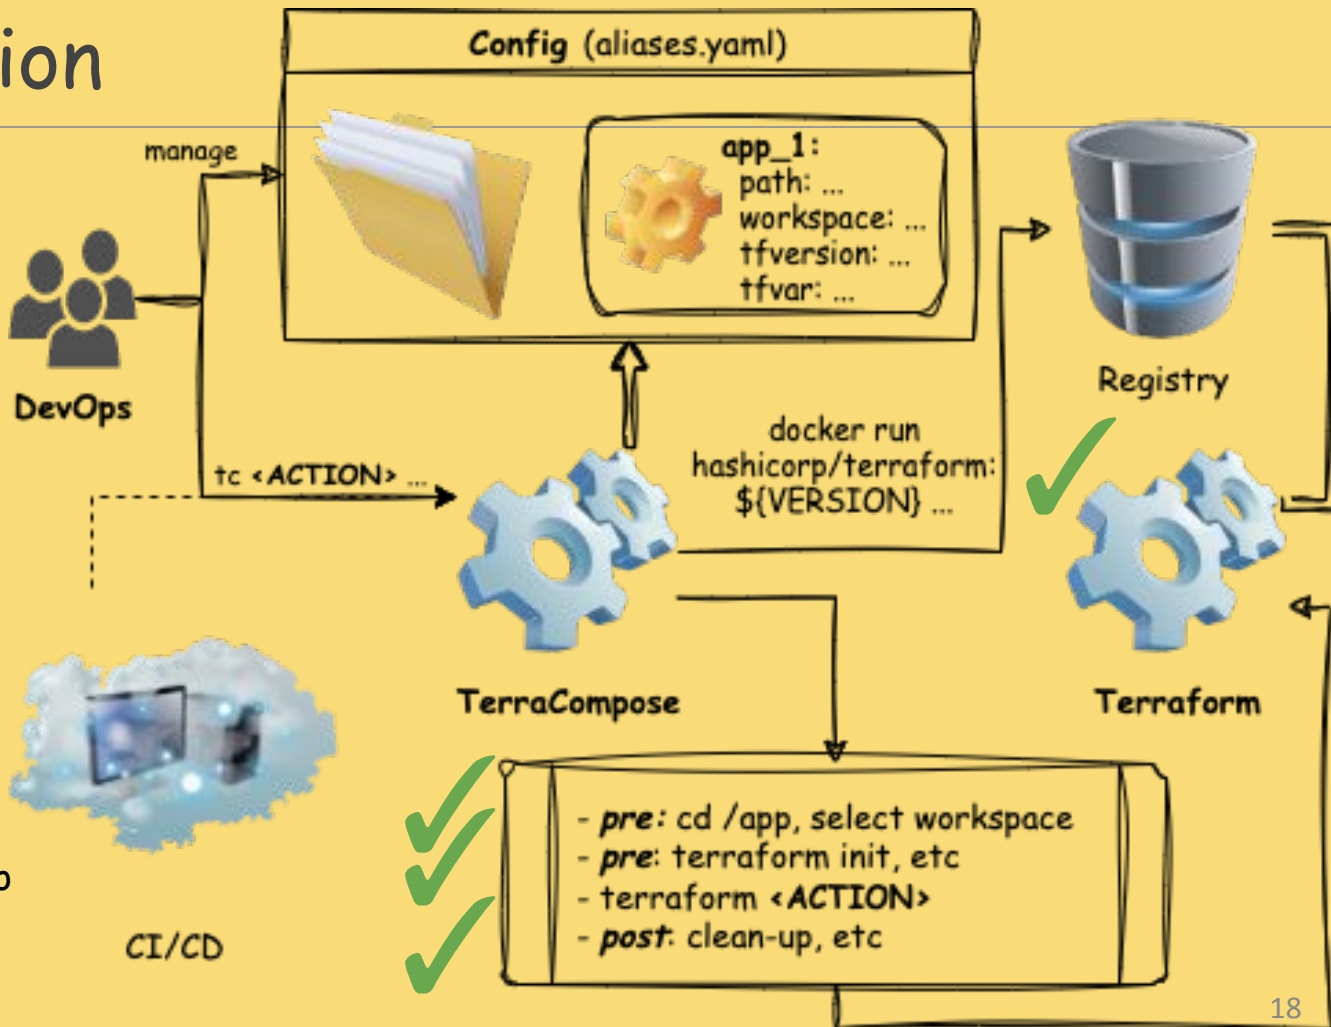 ion
Config (aliases.yaml)
manage
app_1:
path: ...
workspace: ...
tfversion: ...
tfvar: ...
DevOps
Registry
tc <ACTION> ...
docker run
hashicorp/terraform:
${VERSION} ...
TerraCompose
Terraform
- pre: cd /app, select workspace
- pre: terraform init, etc
- terraform <ACTION>
- post: clean-up, etc
CI/CD
18